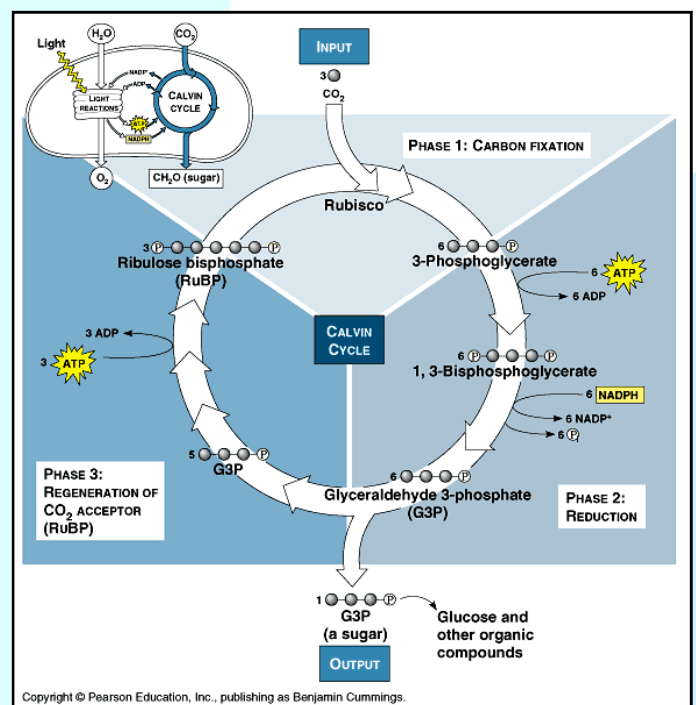 Light
H₂O
CO₂
NADP⁺
ADP
LIGHT
REACTIONS
CALVIN
CYCLE
ATP
NADPH
O₂
CH₂O (sugar)
INPUT
3
CO₂
PHASE 1: CARBON FIXATION
Rubisco
3 P P
Ribulose bisphosphate
(RuBP)
6 P
3-Phosphoglycerate
6 ATP
6 ADP
CALVIN
CYCLE
3 ADP
3 ATP
6 P P
1, 3-Bisphosphoglycerate
6 NADPH
6 NADP⁺
6 P
5 P
G3P
6 P
Glyceraldehyde 3-phosphate
(G3P)
PHASE 3:
REGENERATION OF
CO₂ ACCEPTOR
(RuBP)
PHASE 2:
REDUCTION
1 P
G3P
(a sugar)
Glucose and
other organic
compounds
OUTPUT
Copyright © Pearson Education, Inc., publishing as Benjamin Cummings.